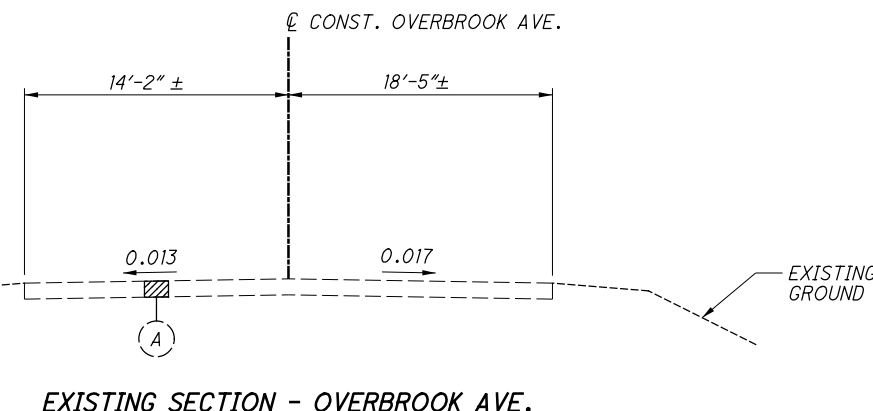 ℄ CONST. OVERBROOK AVE.
14'-2" ± 18'-5"±
0.013 0.017
EXISTING
GROUND
A
EXISTING SECTION - OVERBROOK AVE.